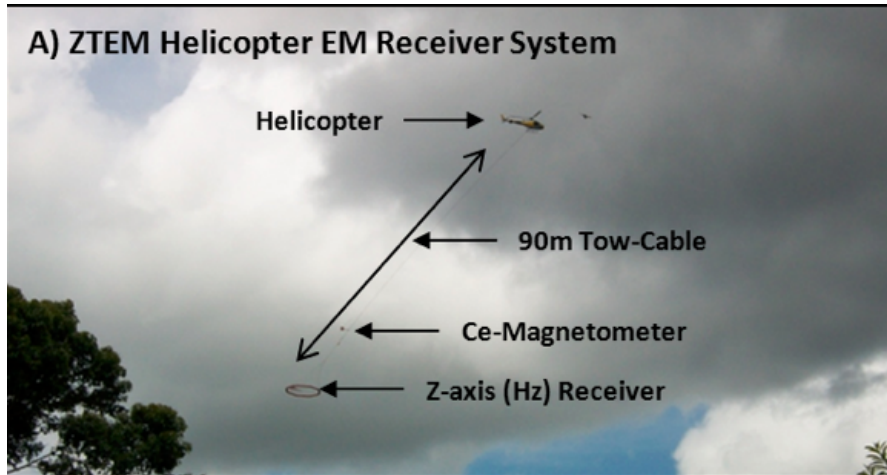 A) ZTEM Helicopter EM Receiver System
Helicopter
90m Tow-Cable
Ce-Magnetometer
Z-axis (Hz) Receiver